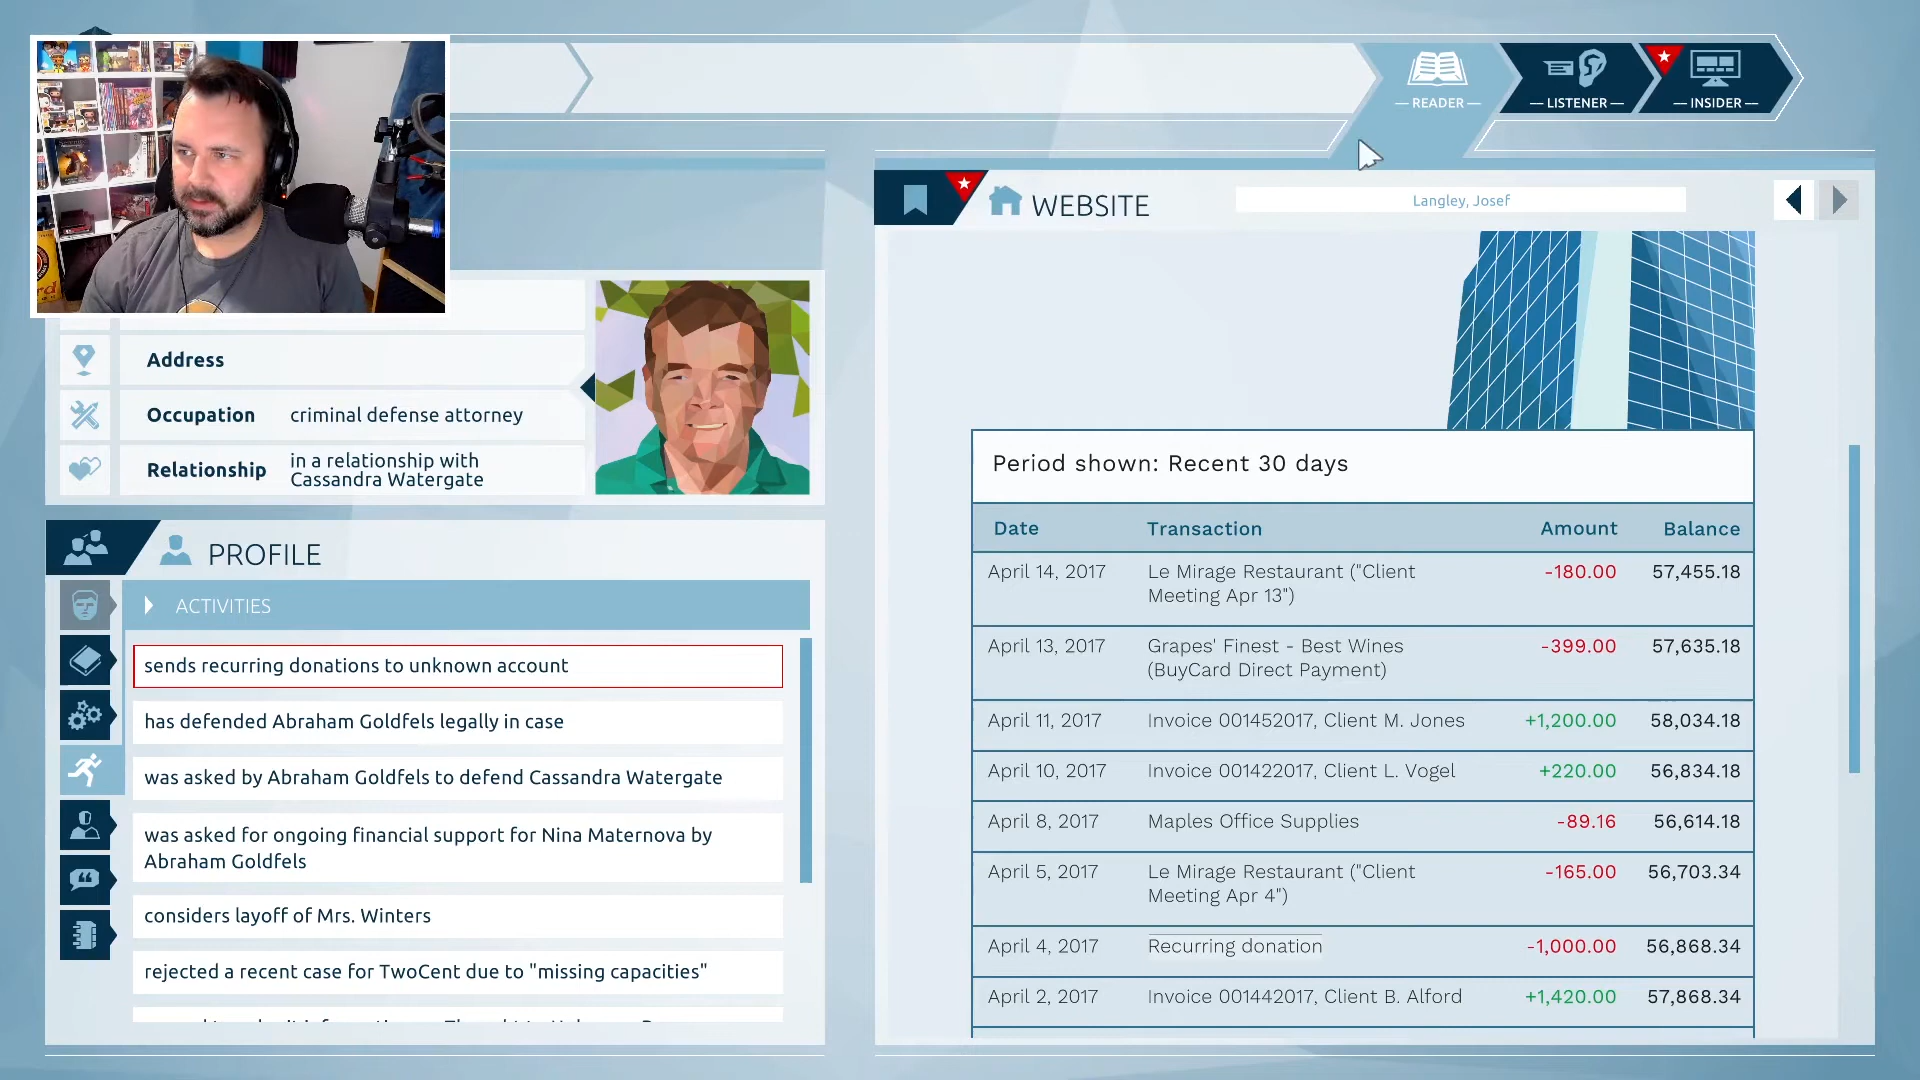 READER
LISTENER
INSIDER
WEBSITE
Langley, Josef
Address
Occupation criminal defense attorney
Relationship in a relationship with
Cassandra Watergate
PROFILE
ACTIVITIES
sends recurring donations to unknown account
has defended Abraham Goldfels legally in case
was asked by Abraham Goldfels to defend Cassandra Watergate
was asked for ongoing financial support for Nina Maternova by
Abraham Goldfels
considers layoff of Mrs. Winters
rejected a recent case for TwoCent due to "missing capacities"
Period shown: Recent 30 days
Date Transaction Amount Balance
April 14, 2017 Le Mirage Restaurant ("Client -180.00 57,455.18
Meeting Apr 13")
April 13, 2017 Grapes' Finest - Best Wines -399.00 57,635.18
(BuyCard Direct Payment)
April 11, 2017 Invoice 001452017, Client M. Jones +1,200.00 58,034.18
April 10, 2017 Invoice 001422017, Client L. Vogel +220.00 56,834.18
April 8, 2017 Maples Office Supplies -89.16 56,614.18
April 5, 2017 Le Mirage Restaurant ("Client -165.00 56,703.34
Meeting Apr 4")
April 4, 2017 Recurring donation -1,000.00 56,868.34
April 2, 2017 Invoice 001442017, Client B. Alford +1,420.00 57,868.34